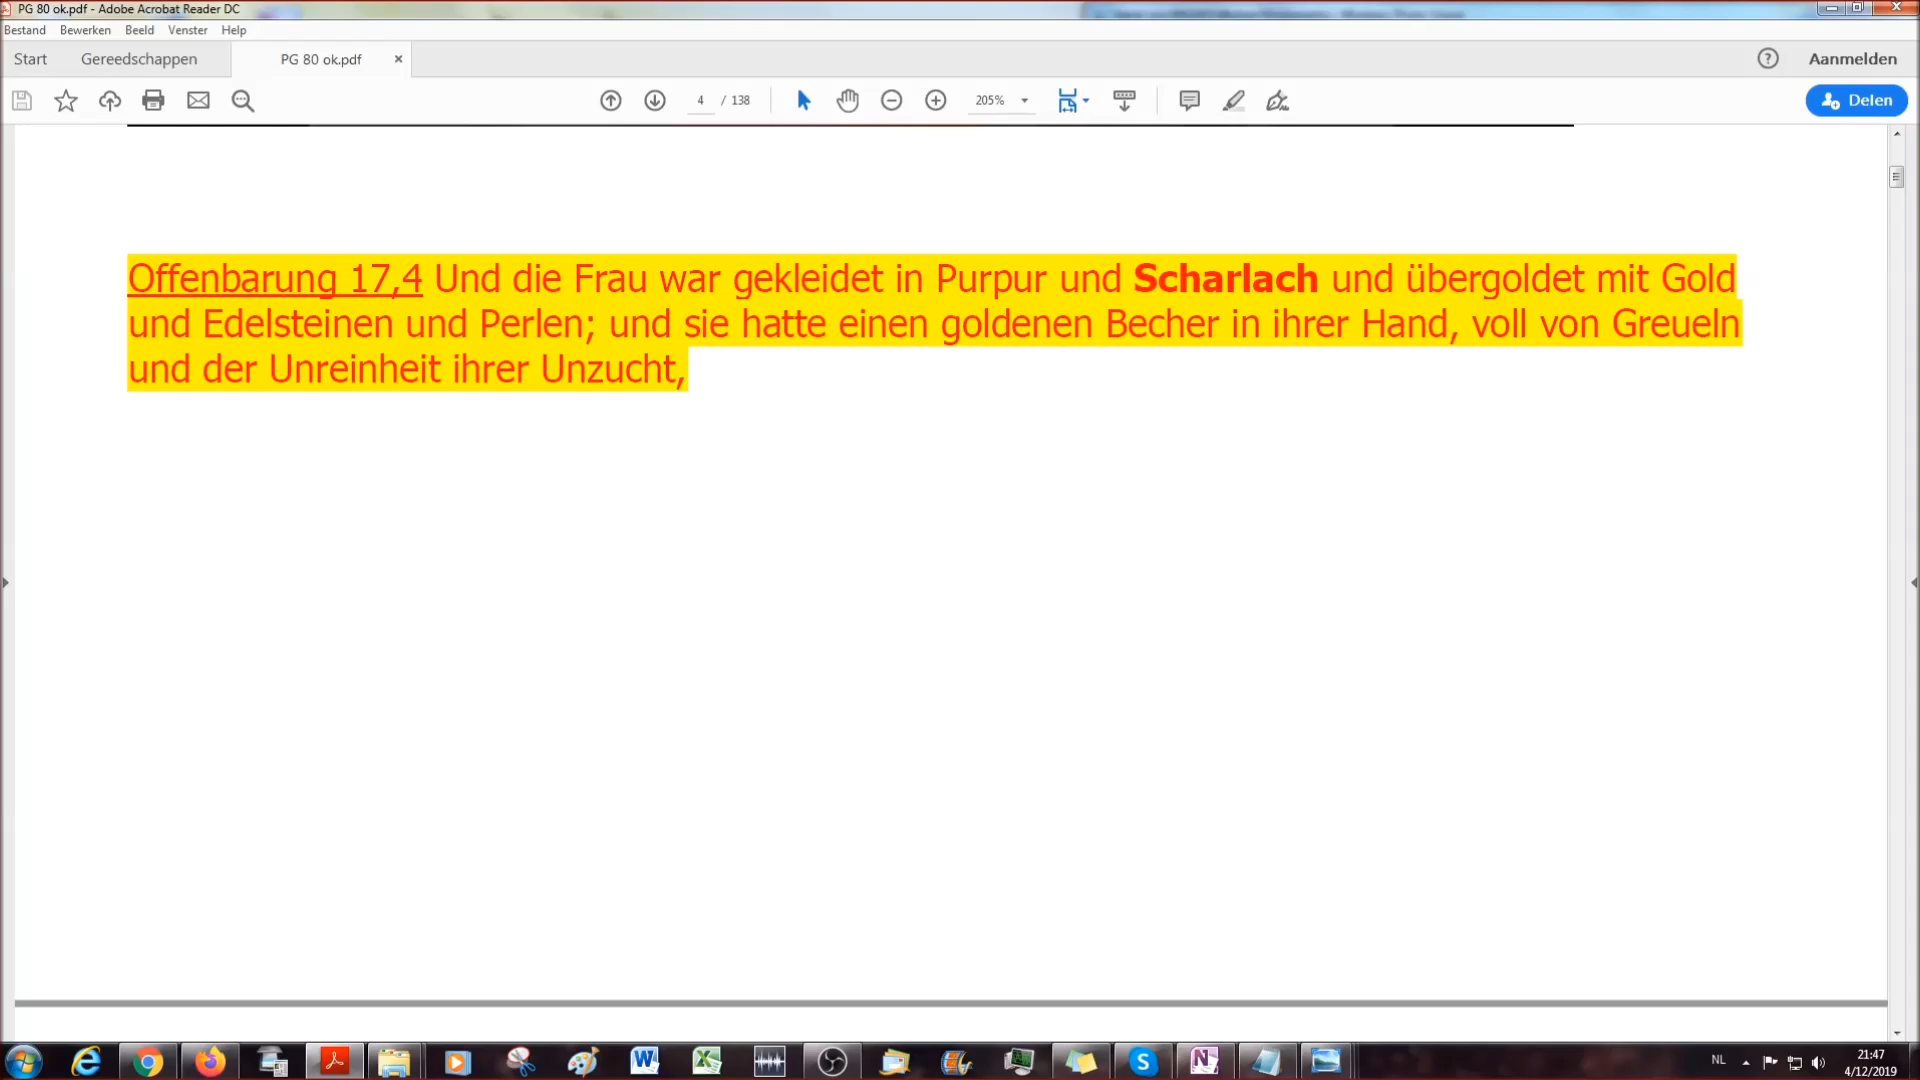 PG 80 ok.pdf - Adobe Acrobat Reader DC
Bestand Bewerken Beeld Venster Help
Start Gereedschappen PG 80 ok.pdf × ? Aanmelden
4 / 138 205% Delen
Offenbarung 17,4 Und die Frau war gekleidet in Purpur und Scharlach und übergoldet mit Gold
und Edelsteinen und Perlen; und sie hatte einen goldenen Becher in ihrer Hand, voll von Greueln
und der Unreinheit ihrer Unzucht,
NL 21:47
4/12/2019